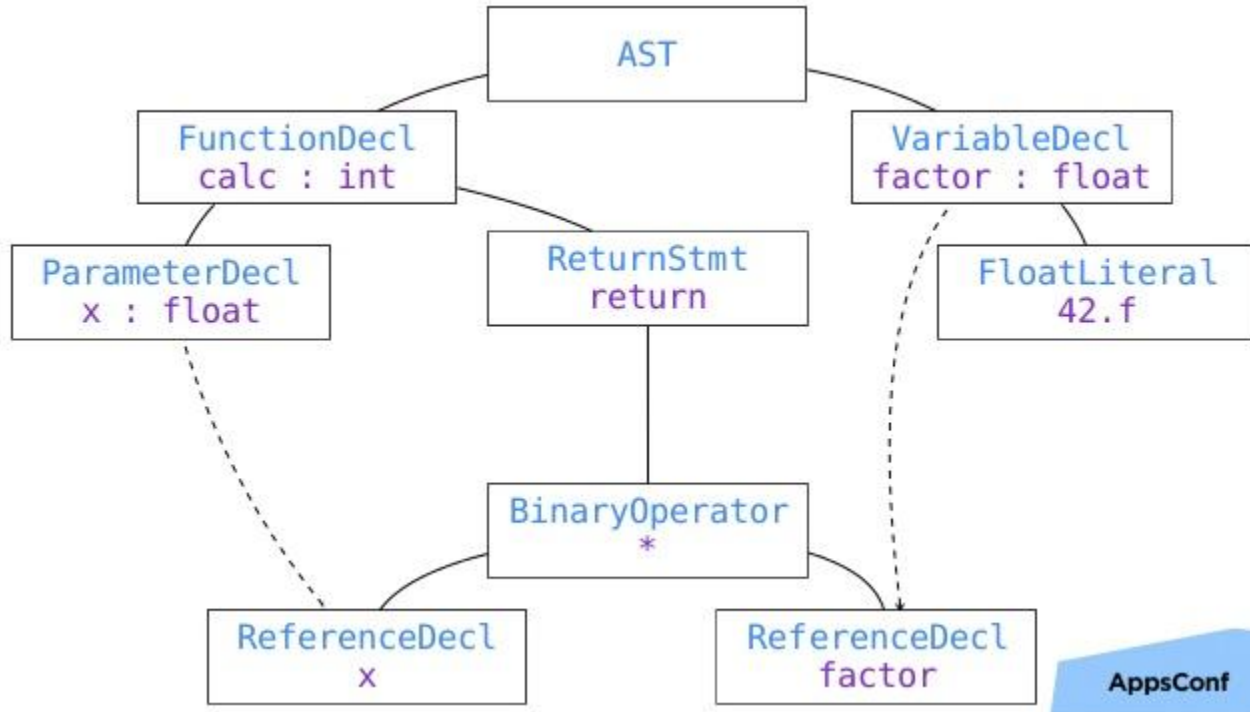 AST
FunctionDecl
calc : int
VariableDecl
factor : float
ParameterDecl
x : float
ReturnStmt
return
FloatLiteral
42.f
BinaryOperator
*
ReferenceDecl
x
ReferenceDecl
factor
AppsConf